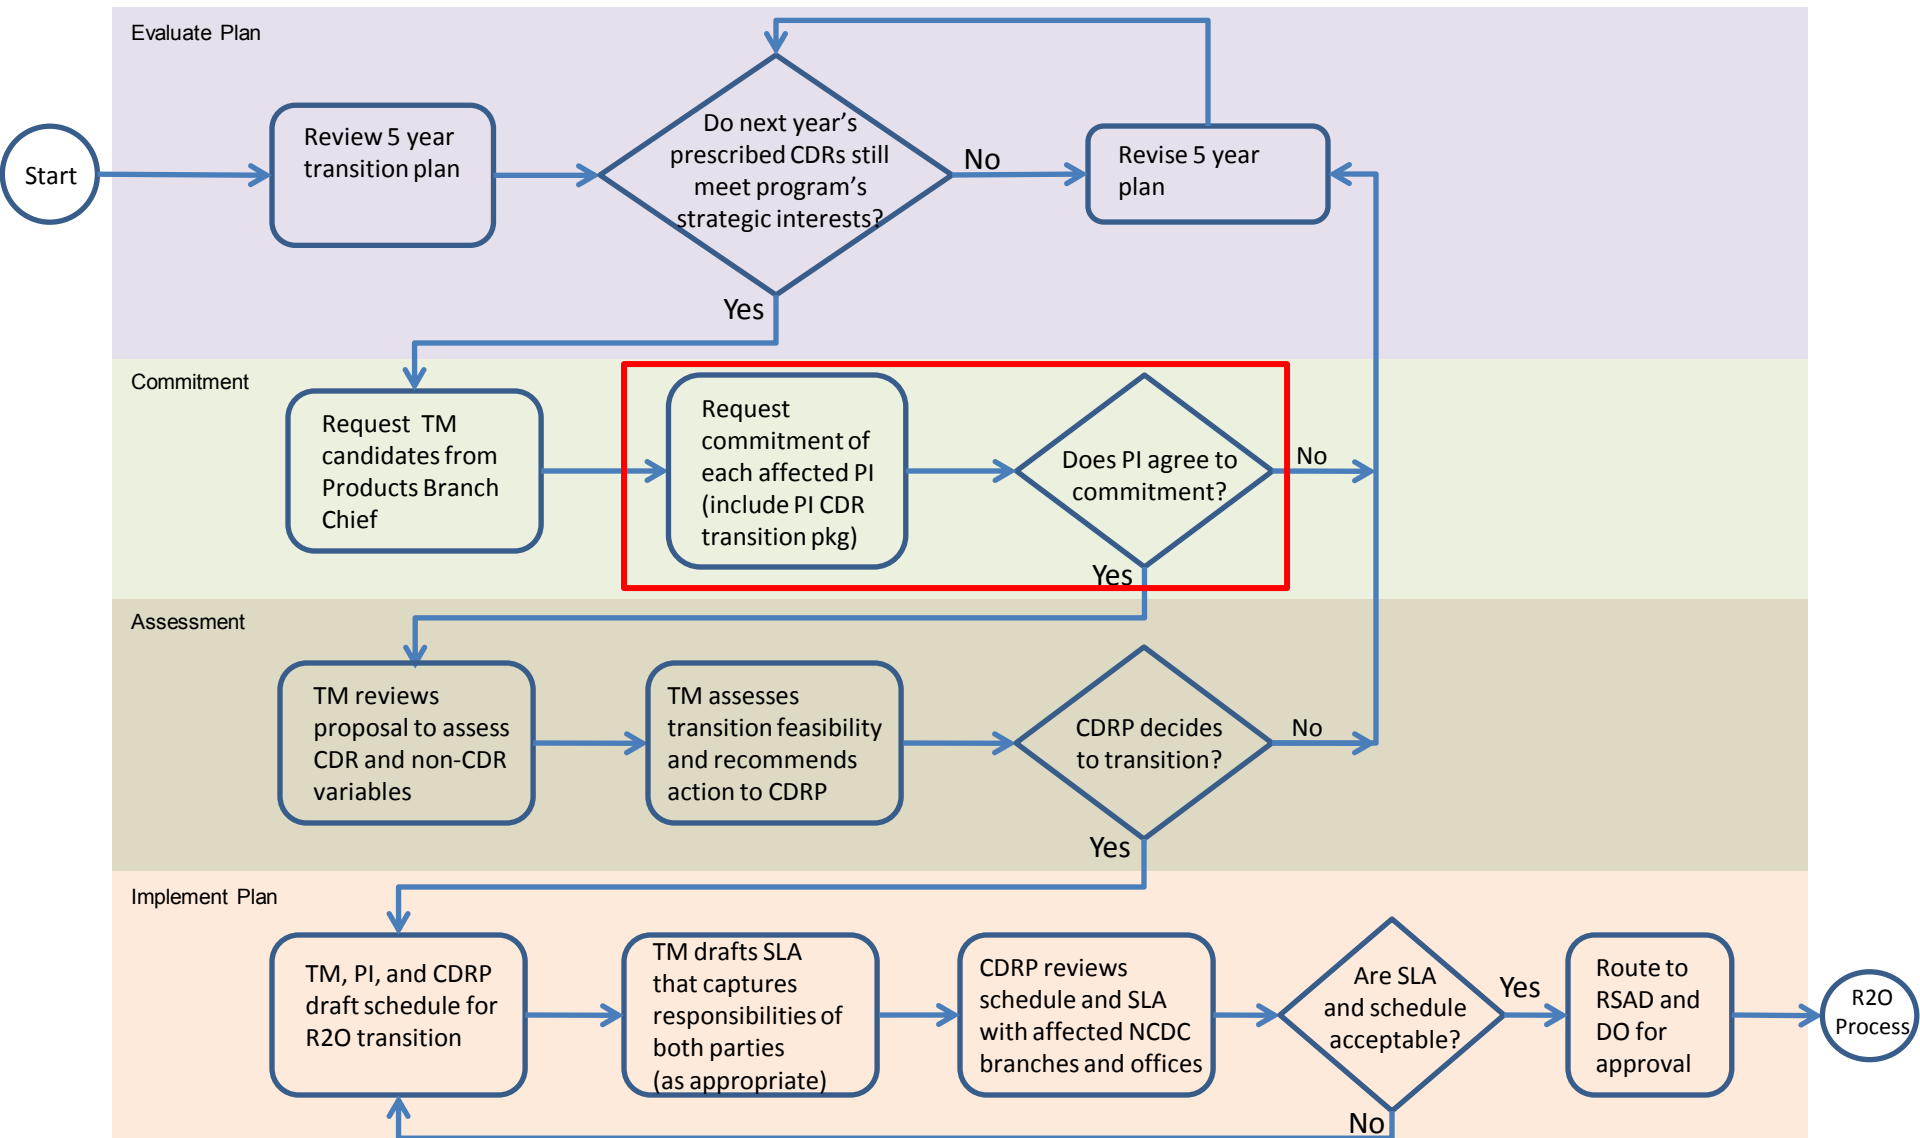 Evaluate Plan
Start
Review 5 year
transition plan
Do next year’s
prescribed CDRs still
meet program’s
strategic interests?
No
Revise 5 year
plan
Yes
Commitment
Request TM
candidates from
Products Branch
Chief
Request
commitment of
each affected PI
(include PI CDR
transition pkg)
Does PI agree to
commitment?
No
Yes
Assessment
TM reviews
proposal to assess
CDR and non-CDR
variables
TM assesses
transition feasibility
and recommends
action to CDRP
CDRP decides
to transition?
No
Yes
Implement Plan
TM, PI, and CDRP
draft schedule for
R2O transition
TM drafts SLA
that captures
responsibilities of
both parties
(as appropriate)
CDRP reviews
schedule and SLA
with affected NCDC
branches and offices
Are SLA
and schedule
acceptable?
Yes
Route to
RSAD and
DO for
approval
R2O
Process
No